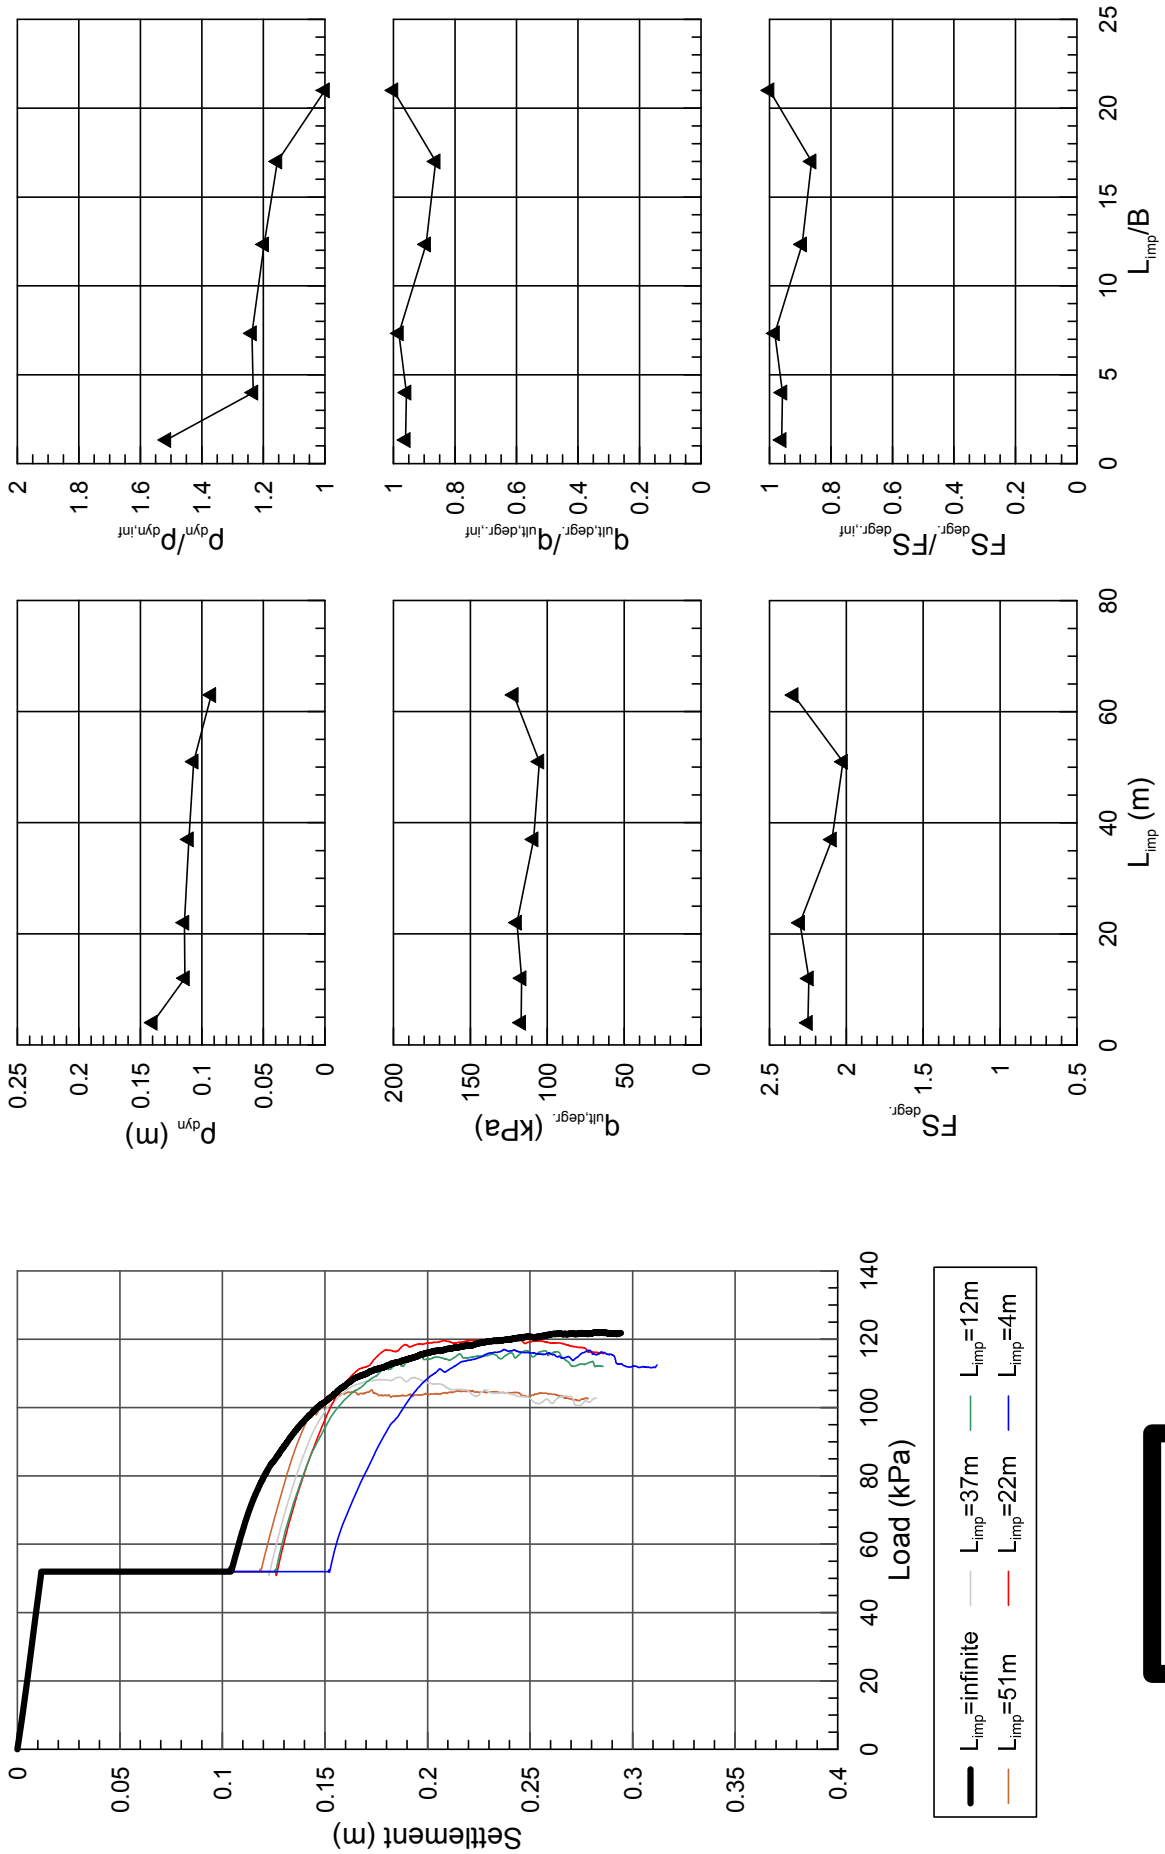 0
0.05
0.1
0.15
0.2
0.25
0.3
0.35
0.4
Settlement (m)
0 20 40 60 80 100 120 140
Load (kPa)
L_imp=infinite L_imp=37m L_imp=12m
L_imp=51m L_imp=22m L_imp=4m
0.25
0.2
0.15
0.1
0.05
0
ρ_dyn (m)
200
150
100
50
0
q_ult,degr. (kPa)
2.5
2
1.5
1
0.5
FS_degr.
0 20 40 60 80
L_imp (m)
2
1.8
1.6
1.4
1.2
1
ρ_dyn/ρ_dyn,inf
1
0.8
0.6
0.4
0.2
0
q_ult,degr./q_ult,degr.,inf
1
0.8
0.6
0.4
0.2
0
FS_degr./FS_degr.,inf
0 5 10 15 20 25
L_imp/B